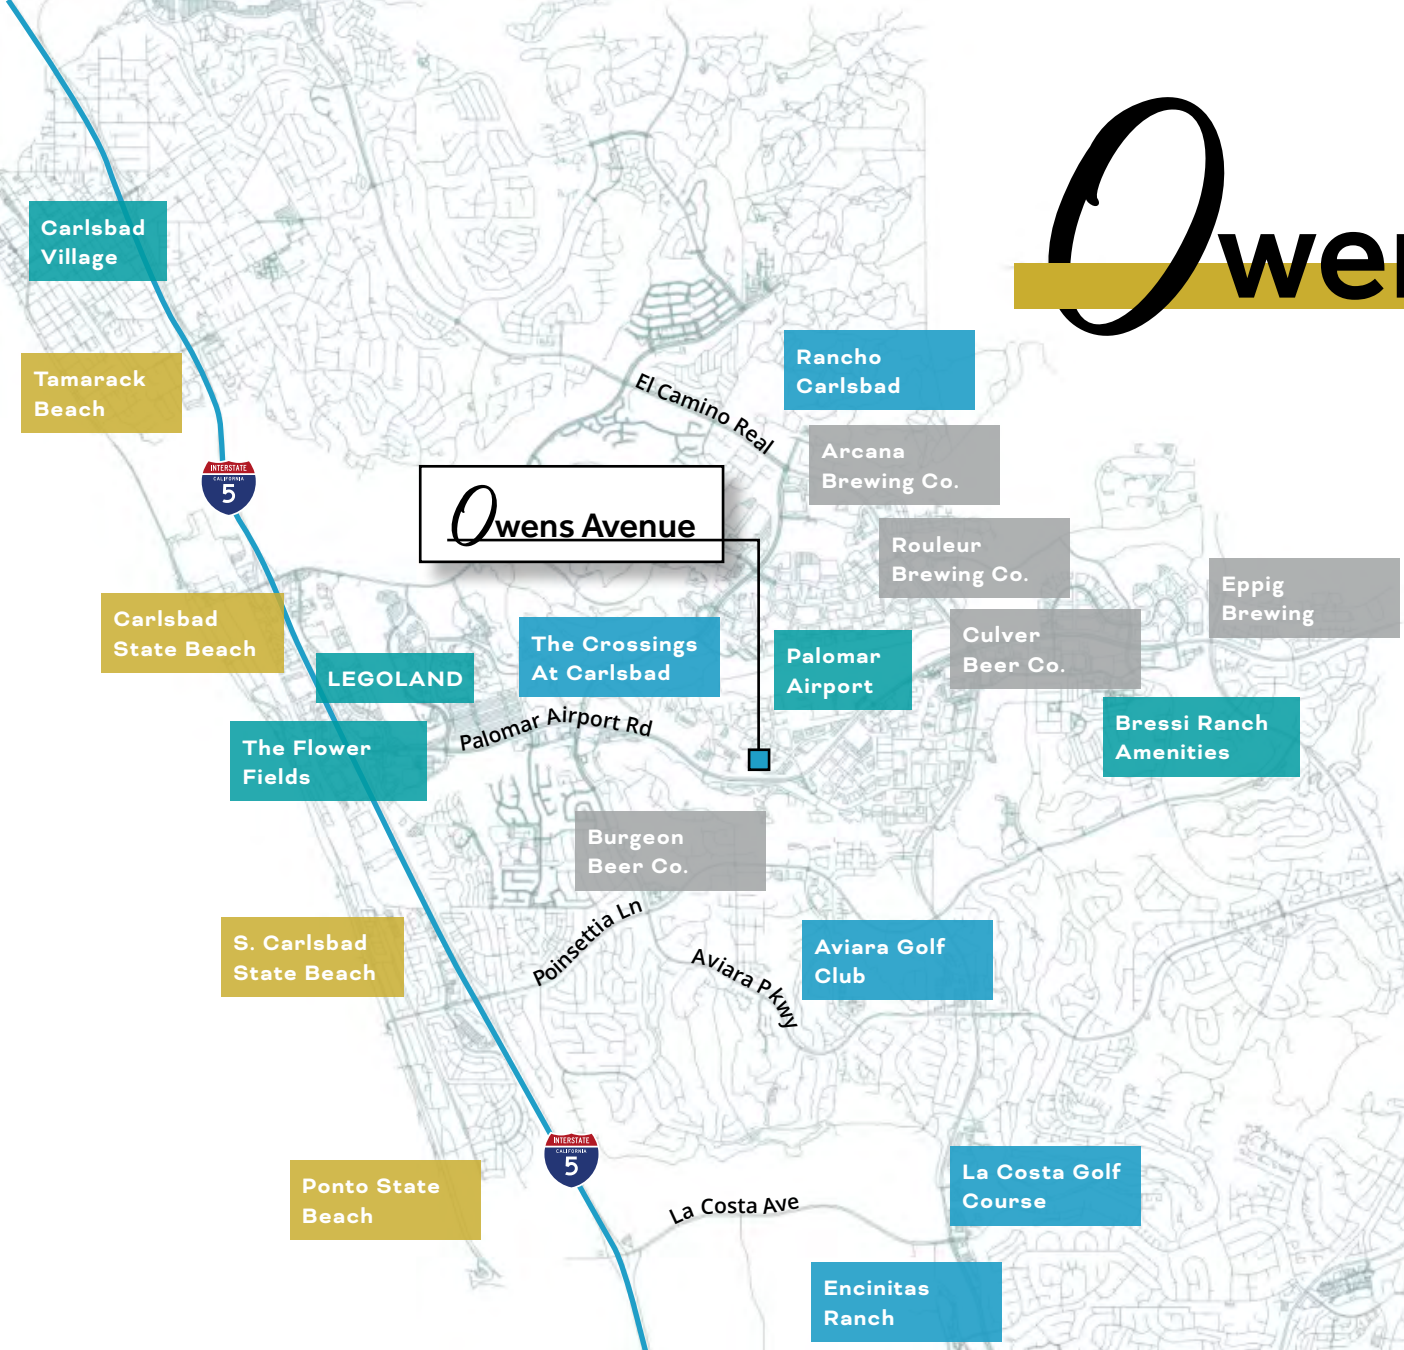 Carlsbad
Village
Tamarack
Beach
INTERSTATE
CALIFORNIA
5
Owens Avenue
El Camino Real
Rancho
Carlsbad
Arcana
Brewing Co.
Rouleur
Brewing Co.
Eppig
Brewing
Culver
Beer Co.
Carlsbad
State Beach
LEGOLAND
The Crossings
At Carlsbad
Palomar
Airport
Bressi Ranch
Amenities
The Flower
Fields
Palomar Airport Rd
Burgeon
Beer Co.
Poinsettia Ln
Aviara Pkwy
S. Carlsbad
State Beach
Aviara Golf
Club
INTERSTATE
CALIFORNIA
5
Ponto State
Beach
La Costa Ave
La Costa Golf
Course
Encinitas
Ranch